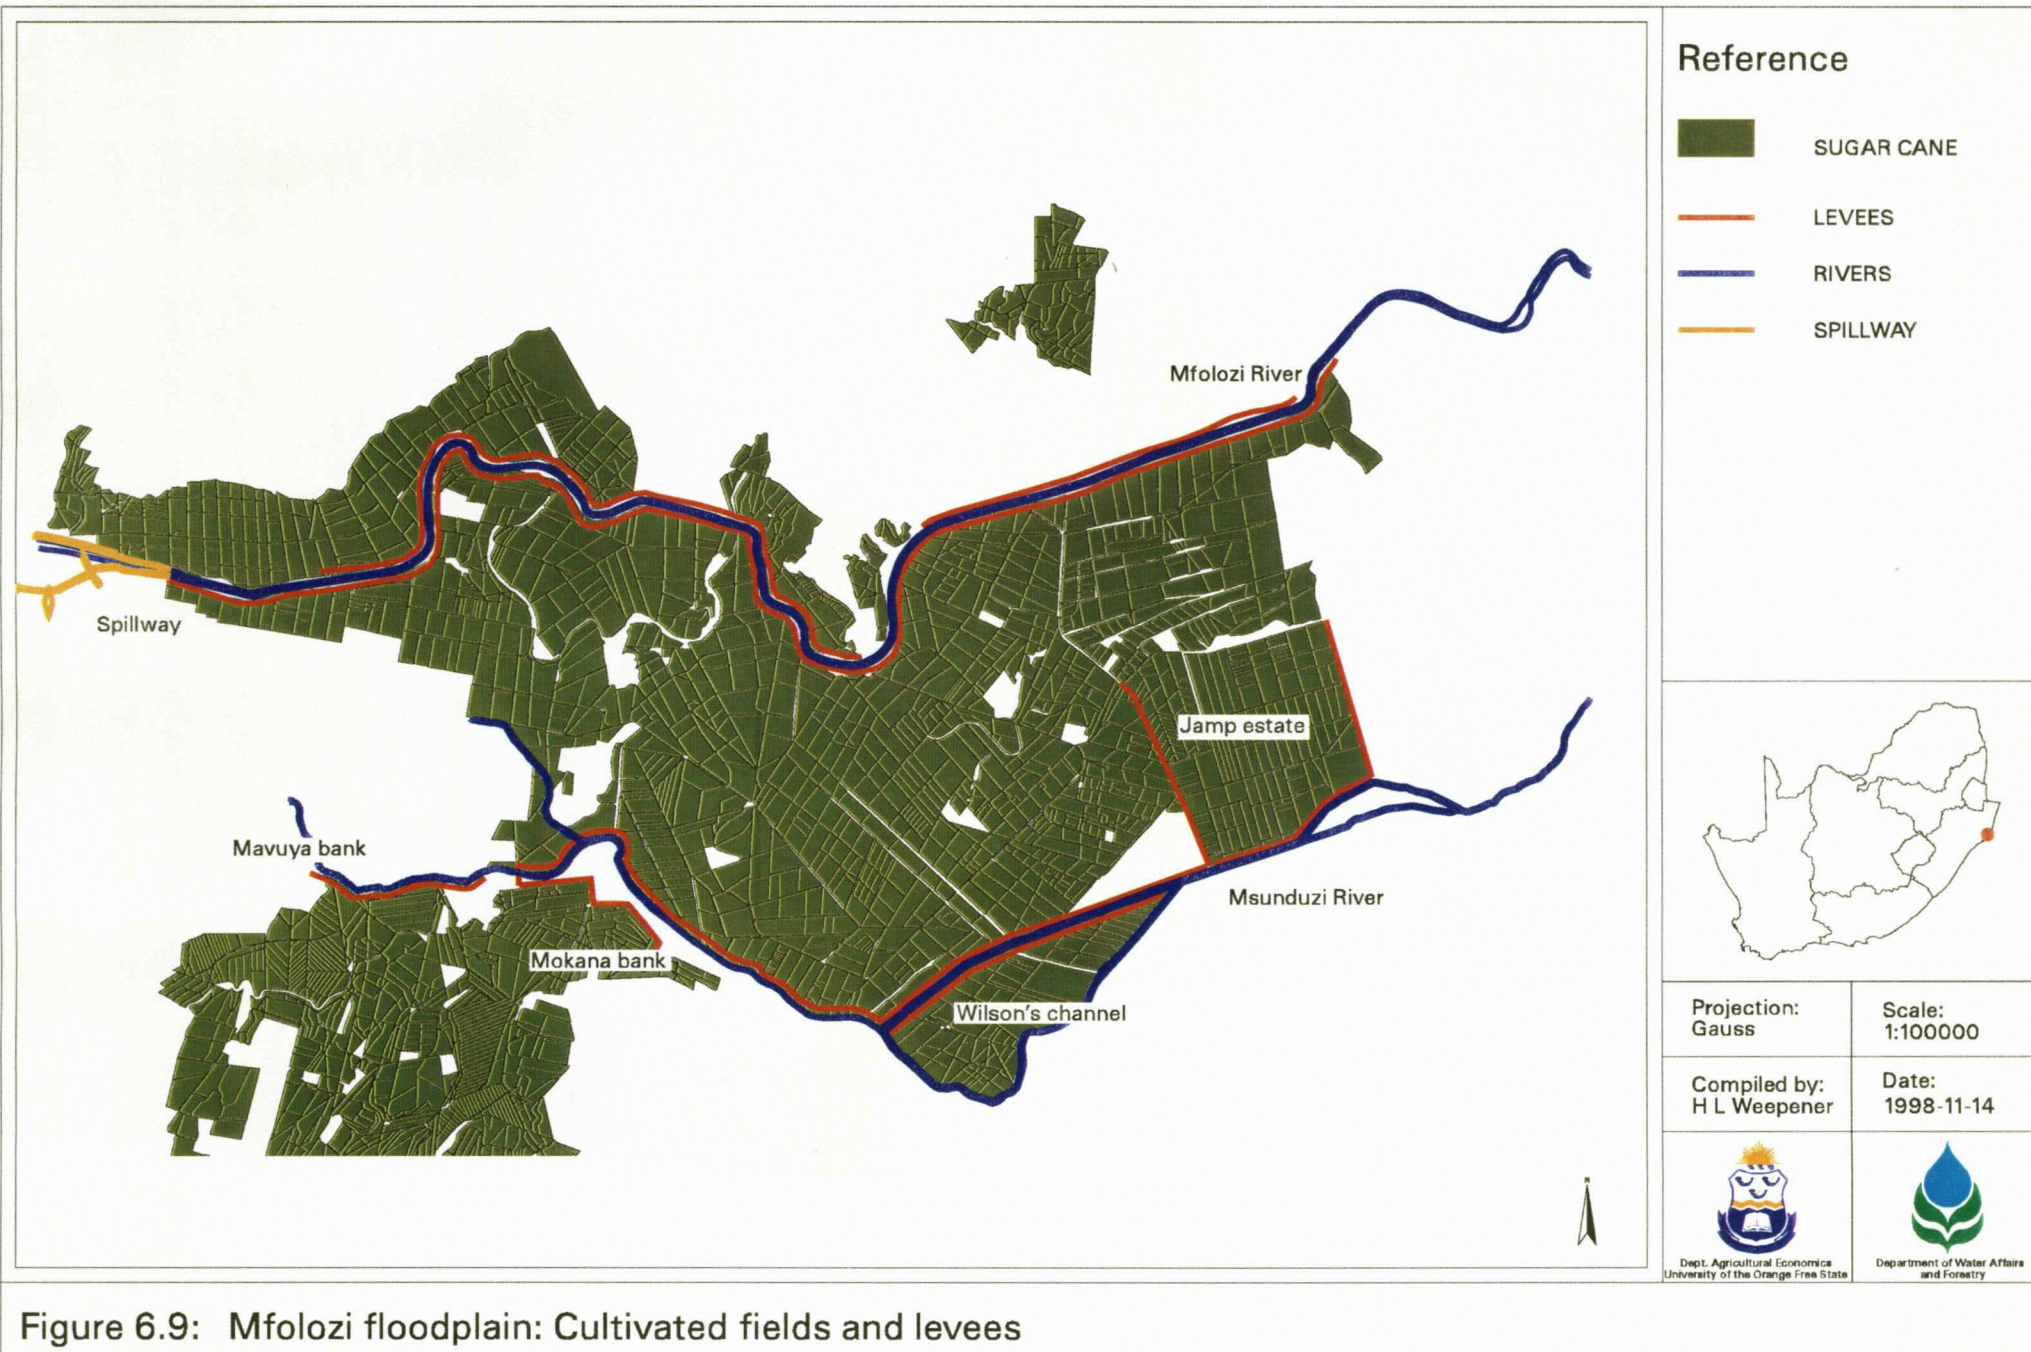 Reference
SUGAR CANE
LEVEES
RIVERS
SPILLWAY
Mfolozi River
Spillway
Jamp estate
Mavuya bank
Msunduzi River
Mokana bank
Wilson's channel
N
Projection:
Gauss
Scale:
1:100000
Compiled by:
H L Weepener
Date:
1998-11-14
Dept. Agricultural Economics
University of the Orange Free State
Department of Water Affairs
and Forestry
Figure 6.9: Mfolozi floodplain: Cultivated fields and levees